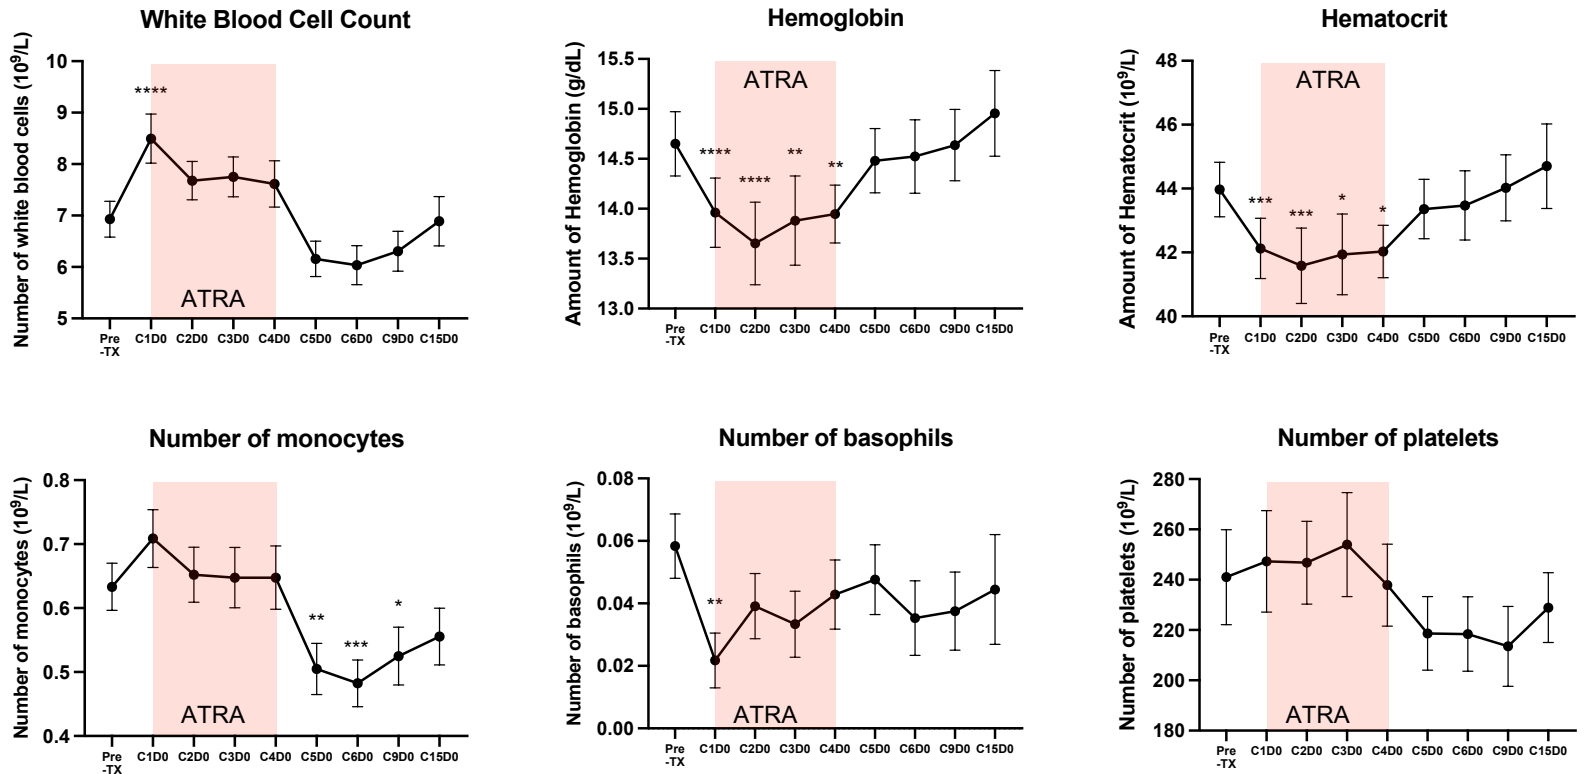 White Blood Cell Count
Number of white blood cells (10⁹/L)
10
9
8
7
6
5
****
ATRA
Pre
-TX
C1D0 C2D0 C3D0 C4D0 C5D0 C6D0 C9D0 C15D0
Hemoglobin
Amount of Hemoglobin (g/dL)
15.5
15.0
14.5
14.0
13.5
13.0
ATRA
**** **** ** **
Pre
-TX
C1D0 C2D0 C3D0 C4D0 C5D0 C6D0 C9D0 C15D0
Hematocrit
Amount of Hematocrit (10⁹/L)
48
46
44
42
40
ATRA
*** *** * *
Pre
-TX
C1D0 C2D0 C3D0 C4D0 C5D0 C6D0 C9D0 C15D0
Number of monocytes
Number of monocytes (10⁹/L)
0.8
0.7
0.6
0.5
0.4
** *** *
ATRA
Pre
-TX
C1D0 C2D0 C3D0 C4D0 C5D0 C6D0 C9D0 C15D0
Number of basophils
Number of basophils (10⁹/L)
0.08
0.06
0.04
0.02
0.00
**
ATRA
Pre
-TX
C1D0 C2D0 C3D0 C4D0 C5D0 C6D0 C9D0 C15D0
Number of platelets
Number of platelets (10⁹/L)
280
260
240
220
200
180
ATRA
Pre
-TX
C1D0 C2D0 C3D0 C4D0 C5D0 C6D0 C9D0 C15D0